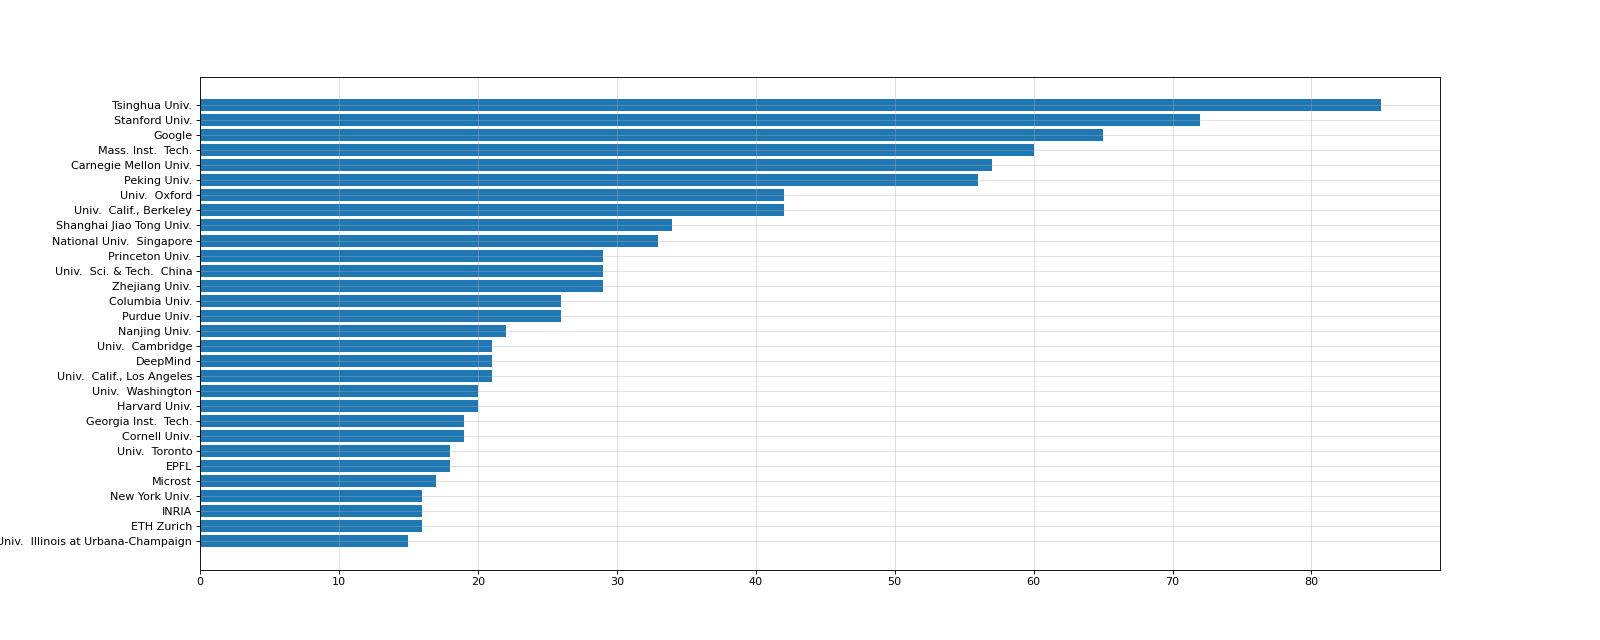 Tsinghua Univ.
Stanford Univ.
Google
Mass. Inst.  Tech.
Carnegie Mellon Univ.
Peking Univ.
Univ.  Oxford
Univ.  Calif., Berkeley
Shanghai Jiao Tong Univ.
National Univ.  Singapore
Princeton Univ.
Univ.  Sci. & Tech.  China
Zhejiang Univ.
Columbia Univ.
Purdue Univ.
Nanjing Univ.
Univ.  Cambridge
DeepMind
Univ.  Calif., Los Angeles
Univ.  Washington
Harvard Univ.
Georgia Inst.  Tech.
Cornell Univ.
Univ.  Toronto
EPFL
Microst
New York Univ.
INRIA
ETH Zurich
Univ.  Illinois at Urbana-Champaign
0 10 20 30 40 50 60 70 80